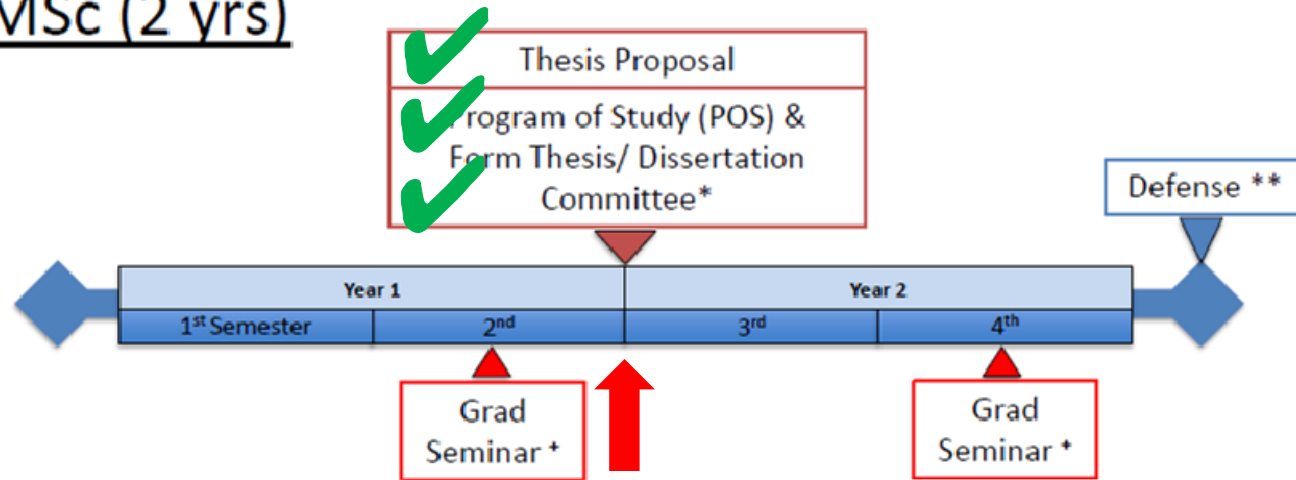 MSc (2 yrs)
Thesis Proposal
Program of Study (POS) &
Form Thesis/ Dissertation
Committee*
Defense **
Year 1
Year 2
1st Semester
2nd
3rd
4th
Grad
Seminar +
Grad
Seminar +